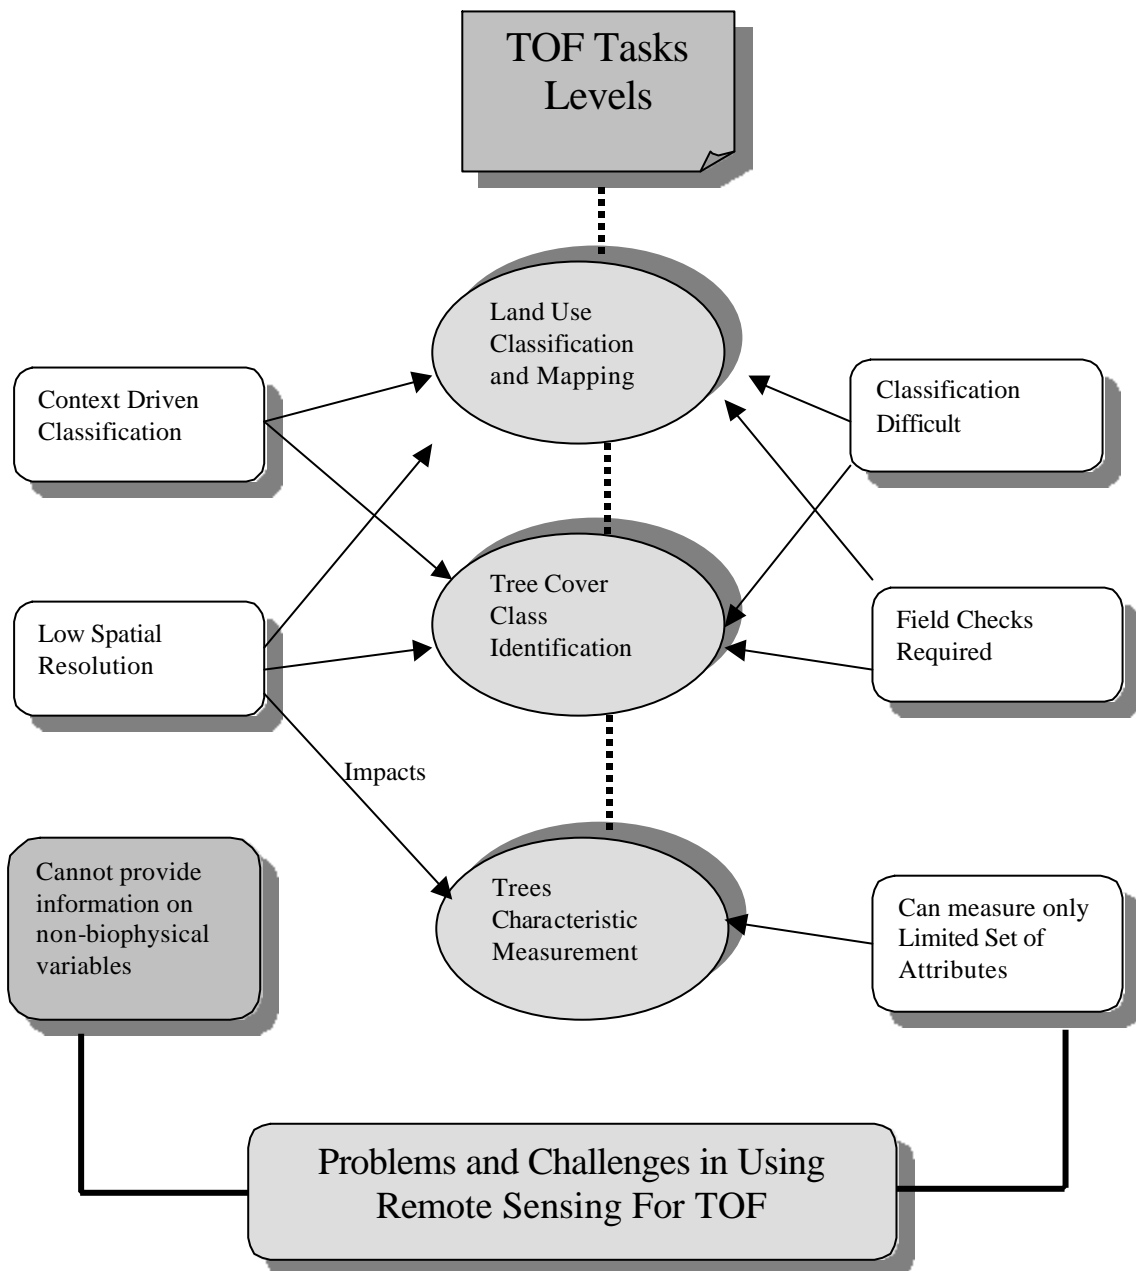 TOF Tasks
Levels
Land Use
Classification
and Mapping
Context Driven
Classification
Classification
Difficult
Tree Cover
Class
Identification
Low Spatial
Resolution
Field Checks
Required
Impacts
Cannot provide
information on
non-biophysical
variables
Trees
Characteristic
Measurement
Can measure only
Limited Set of
Attributes
Problems and Challenges in Using
Remote Sensing For TOF